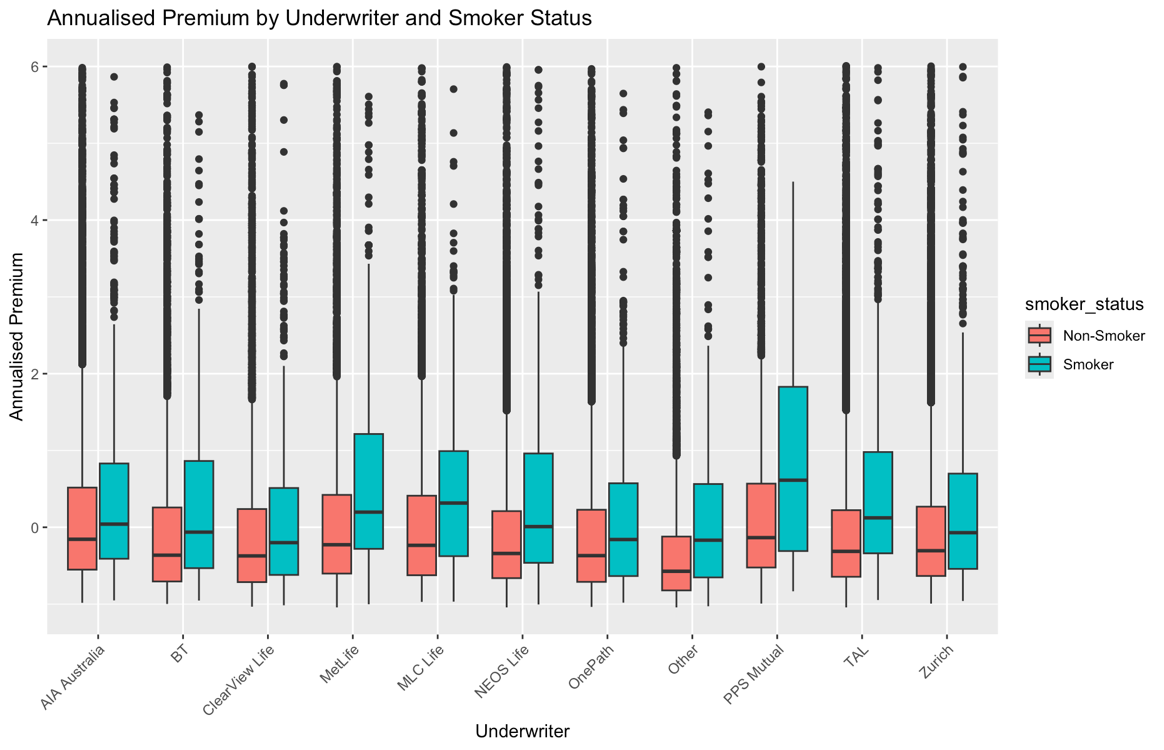 Annualised Premium by Underwriter and Smoker Status
6
4
2
0
Annualised Premium
AIA Australia
BT
ClearView Life
MetLife
MLC Life
NEOS Life
OnePath
Other
PPS Mutual
TAL
Zurich
Underwriter
smoker_status
Non-Smoker
Smoker